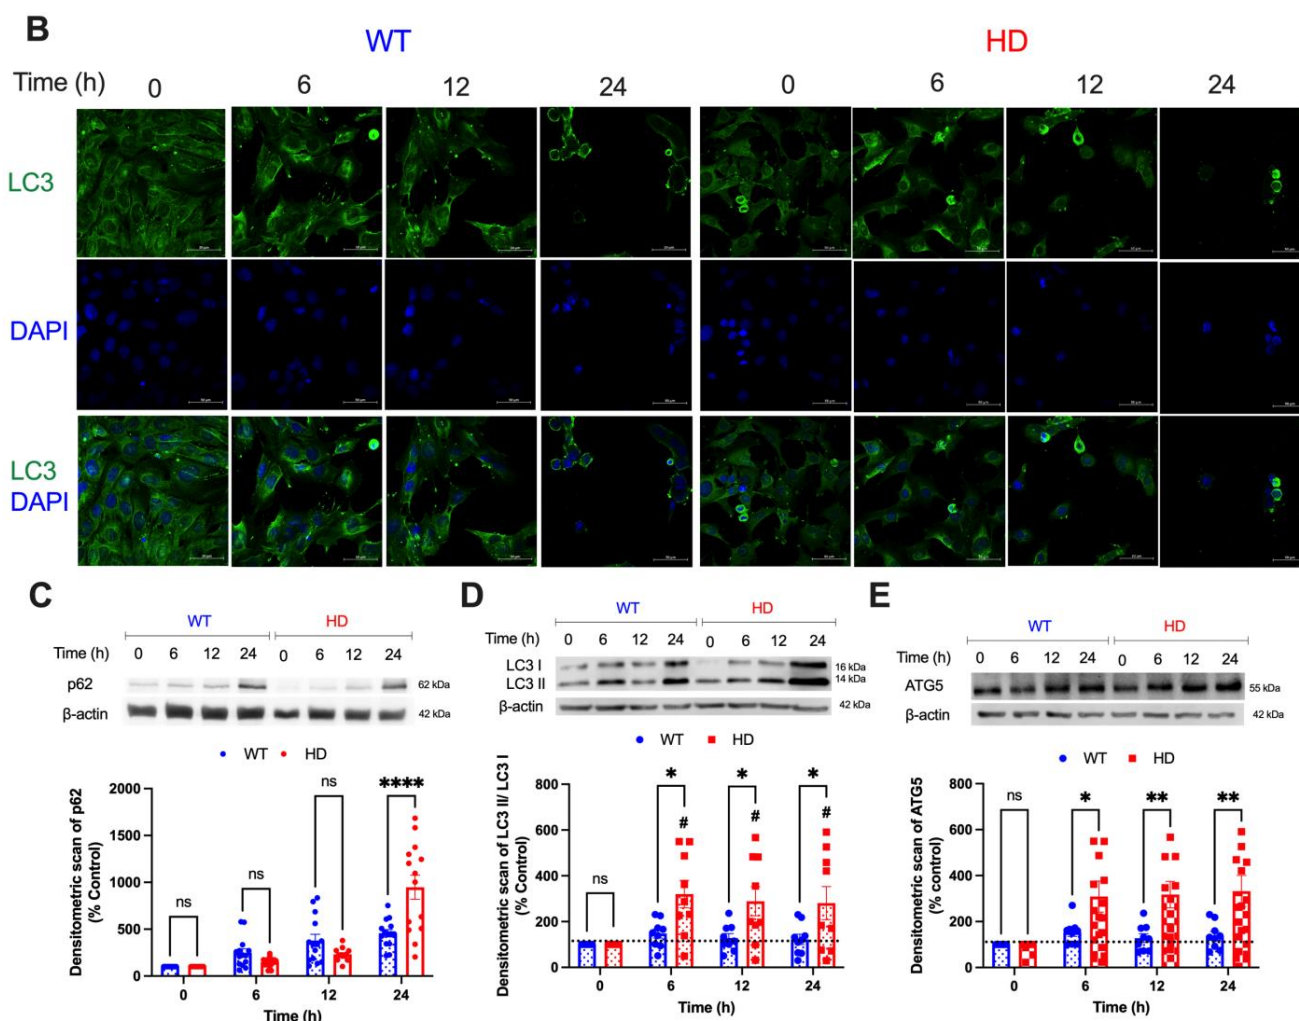 B
WT HD
Time (h) 0 6 12 24 0 6 12 24
LC3
DAPI
LC3
DAPI
C
WT HD
Time (h) 0 6 12 24 0 6 12 24
p62 62 kDa
β-actin 42 kDa
WT HD
Densitometric scan of p62
(% Control)
2000
1500
1000
500
0
ns ns ns ****
0 6 12 24
Time (h)
D
WT HD
Time (h) 0 6 12 24 0 6 12 24
LC3 I 16 kDa
LC3 II 14 kDa
β-actin 42 kDa
WT HD
Densitometric scan of LC3 II/ LC3 I
(% Control)
800
600
400
200
0
ns * * *
# # #
0 6 12 24
Time (h)
E
WT HD
Time (h) 0 6 12 24 0 6 12 24
ATG5 55 kDa
β-actin 42 kDa
WT HD
Densitometric scan of ATG5
(% control)
800
600
400
200
0
ns * ** **
0 6 12 24
Time (h)